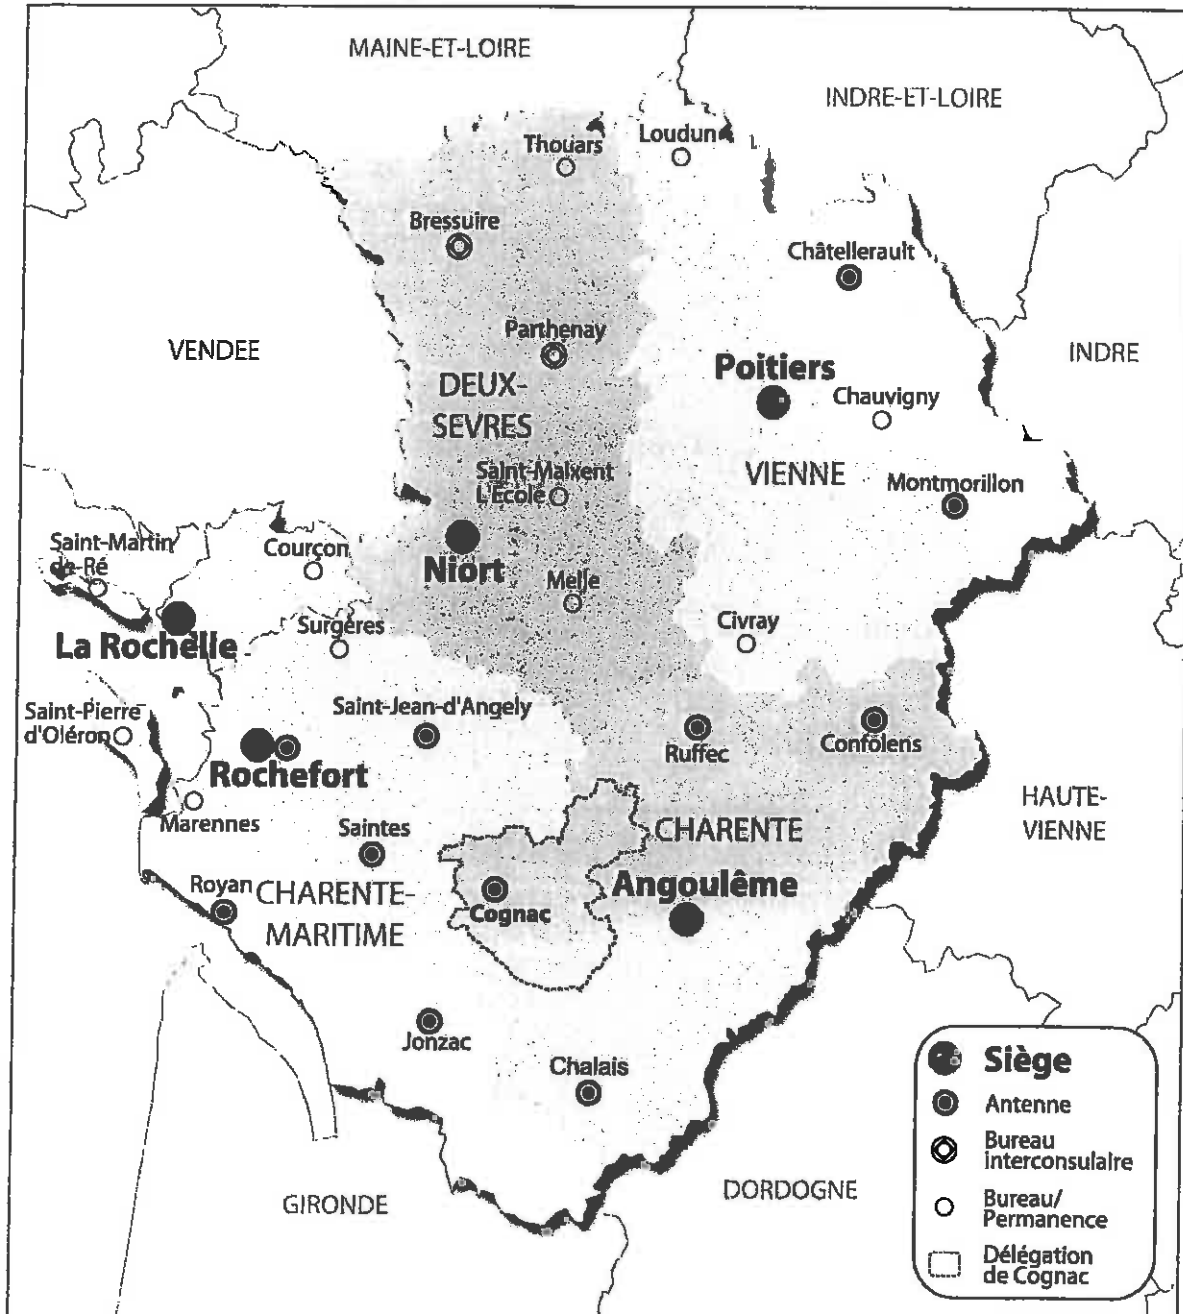 MAINE-ET-LOIRE
INDRE-ET-LOIRE
Loudun
Thouars
Bressuire
Châtellerault
Parthenay
VENDEE
INDRE
Poitiers
DEUX-
SEVRES
Chauvigny
Saint-Maixent
L'Ecole
VIENNE
Montmorillon
Saint-Martin
de-Ré
Courçon
Niort
Melle
Civray
Surgères
La Rochelle
Saint-Pierre
d'Oléron
Saint-Jean-d'Angely
Ruffec
Confolens
Rochefort
Marennes
Saintes
CHARENTE
HAUTE-
VIENNE
Royan
CHARENTE-
MARITIME
Cognac
Angoulême
Jonzac
Chalais
GIRONDE
DORDOGNE
Siège
Antenne
Bureau
interconsulaire
Bureau/
Permanence
Délégation
de Cognac